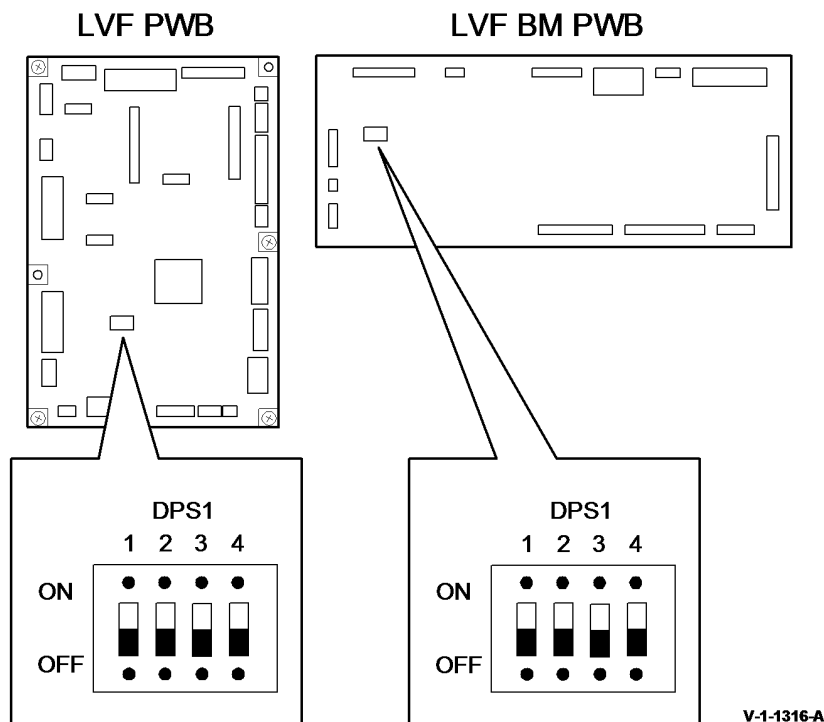 LVF PWB
LVF BM PWB
DPS1
1 2 3 4
ON
OFF
DPS1
1 2 3 4
ON
OFF
V-1-1316-A